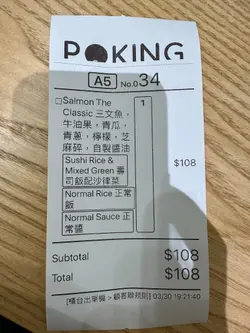 POKING
A5 No.034
Salmon The
Classic 三文魚, 1
牛油果, 青瓜,
青蔥, 檸檬, 芝
麻碎, 自製醬油
Sushi Rice &
Mixed Green 壽
司飯配沙律菜
$108
Normal Rice 正
常飯
Normal Sauce 正
常醬
Subtotal $108
Total $108
03/30 19:21:40